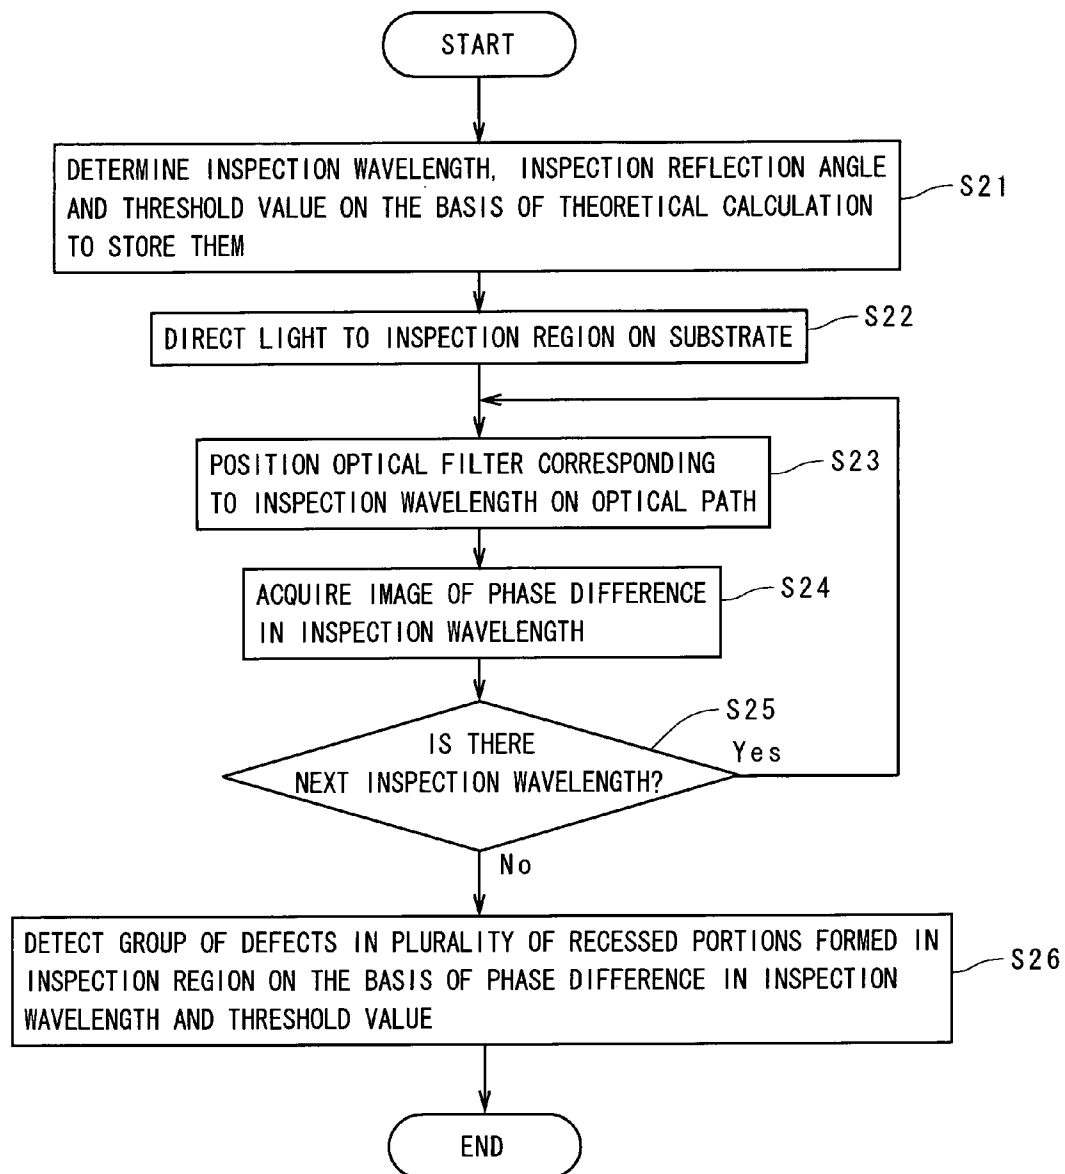 START
DETERMINE INSPECTION WAVELENGTH, INSPECTION REFLECTION ANGLE
AND THRESHOLD VALUE ON THE BASIS OF THEORETICAL CALCULATION
TO STORE THEM
S21
DIRECT LIGHT TO INSPECTION REGION ON SUBSTRATE
S22
POSITION OPTICAL FILTER CORRESPONDING
TO INSPECTION WAVELENGTH ON OPTICAL PATH
S23
ACQUIRE IMAGE OF PHASE DIFFERENCE
IN INSPECTION WAVELENGTH
S24
IS THERE
NEXT INSPECTION WAVELENGTH?
S25
Yes
No
DETECT GROUP OF DEFECTS IN PLURALITY OF RECESSED PORTIONS FORMED IN
INSPECTION REGION ON THE BASIS OF PHASE DIFFERENCE IN INSPECTION
WAVELENGTH AND THRESHOLD VALUE
S26
END